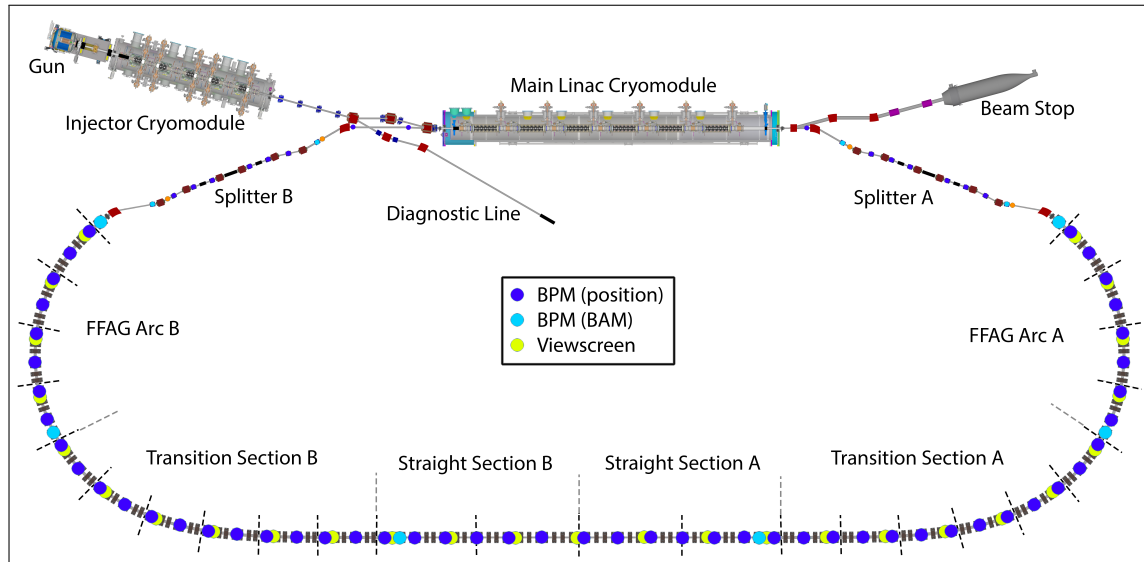 Gun
Injector Cryomodule
Main Linac Cryomodule
Beam Stop
Splitter B
Diagnostic Line
Splitter A
BPM (position)
BPM (BAM)
Viewscreen
FFAG Arc B
FFAG Arc A
Transition Section B
Straight Section B
Straight Section A
Transition Section A